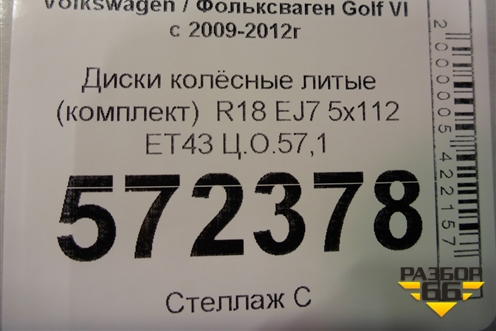 Volkswagen / Фольксваген Golf VI
с 2009-2012г
Диски колёсные литые
(комплект) R18 EJ7 5x112
ET43 Ц.О.57,1
572378
Стеллаж С
2000005422157
РАЗБОР
66